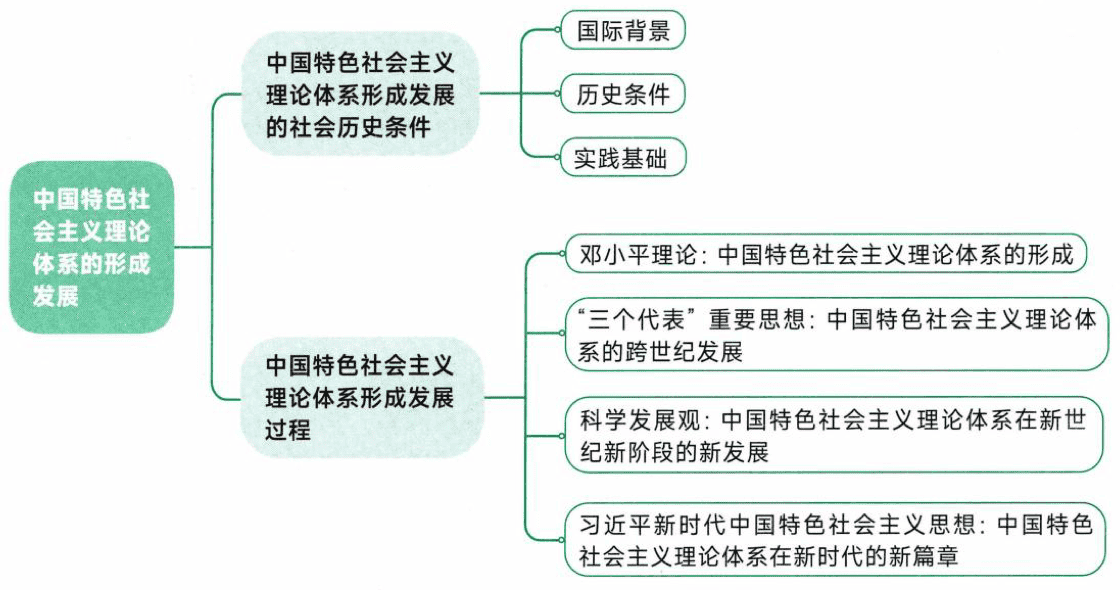 中国特色社
会主义理论
体系的形成
发展
中国特色社会主义
理论体系形成发展
的社会历史条件
国际背景
历史条件
实践基础
中国特色社会主义
理论体系形成发展
过程
邓小平理论：中国特色社会主义理论体系的形成
“三个代表”重要思想：中国特色社会主义理论体
系的跨世纪发展
科学发展观：中国特色社会主义理论体系在新世
纪新阶段的新发展
习近平新时代中国特色社会主义思想：中国特色
社会主义理论体系在新时代的新篇章